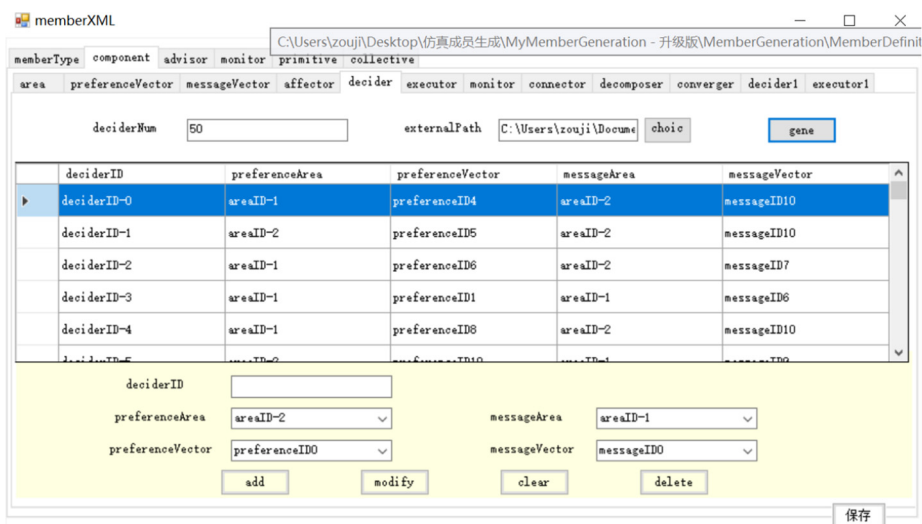 memberXML
C:\Users\zouji\Desktop\仿真成员生成\MyMemberGeneration - 升级版\MemberGeneration\MemberDefinit
memberType component advisor monitor primitive collective
area preferenceVector messageVector affector decider executor monitor connector decomposer converger decider1 executor1
deciderNum 50 externalPath C:\Users\zouji\Docume choic gene
deciderID preferenceArea preferenceVector messageArea messageVector
deciderID-0 areaID-1 preferenceID4 areaID-2 messageID10
deciderID-1 areaID-2 preferenceID5 areaID-2 messageID10
deciderID-2 areaID-1 preferenceID6 areaID-2 messageID7
deciderID-3 areaID-1 preferenceID1 areaID-1 messageID6
deciderID-4 areaID-1 preferenceID8 areaID-2 messageID10
deciderID
preferenceArea areaID-2 messageArea areaID-1
preferenceVector preferenceID0 messageVector messageID0
add modify clear delete
保存